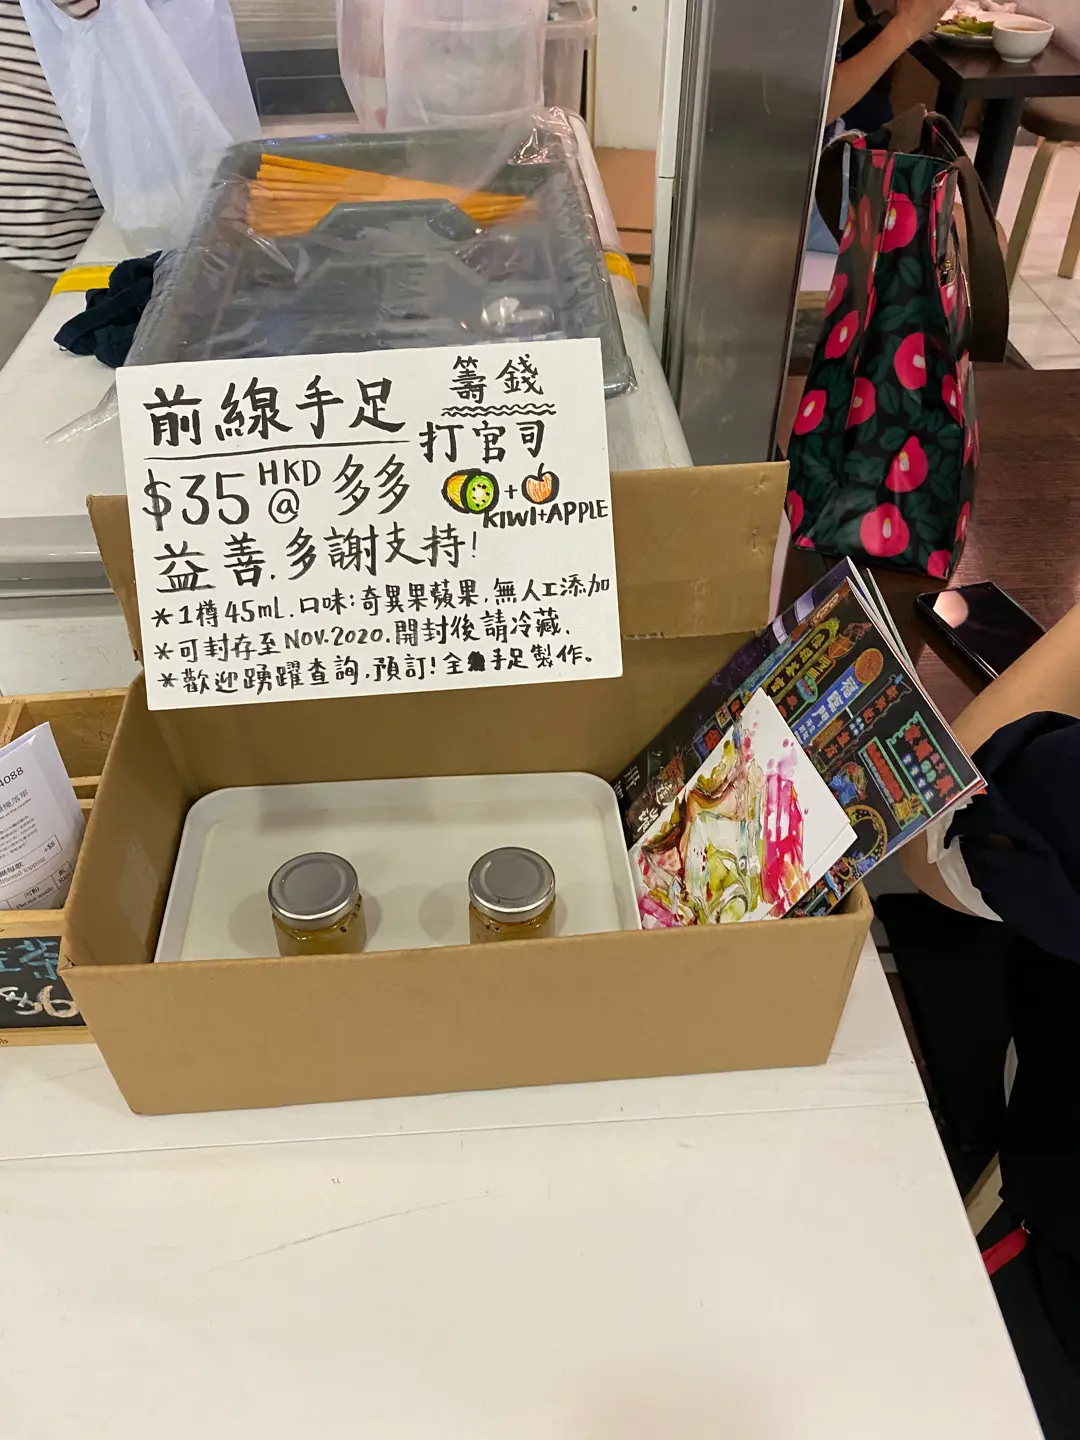 前線手足
籌錢
打官司
$35 HKD @ 多多
KIWI+APPLE
益善.多謝支持!
*1樽45mL.口味:奇異果蘋果.無人工添加
*可封存至NOV.2020.開封後請冷藏.
*歡迎踴躍查詢.預訂!全手足製作。
4088
+$8